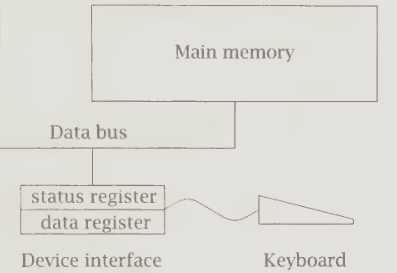 Main memory
Data bus
status register
data register
Device interface
Keyboard